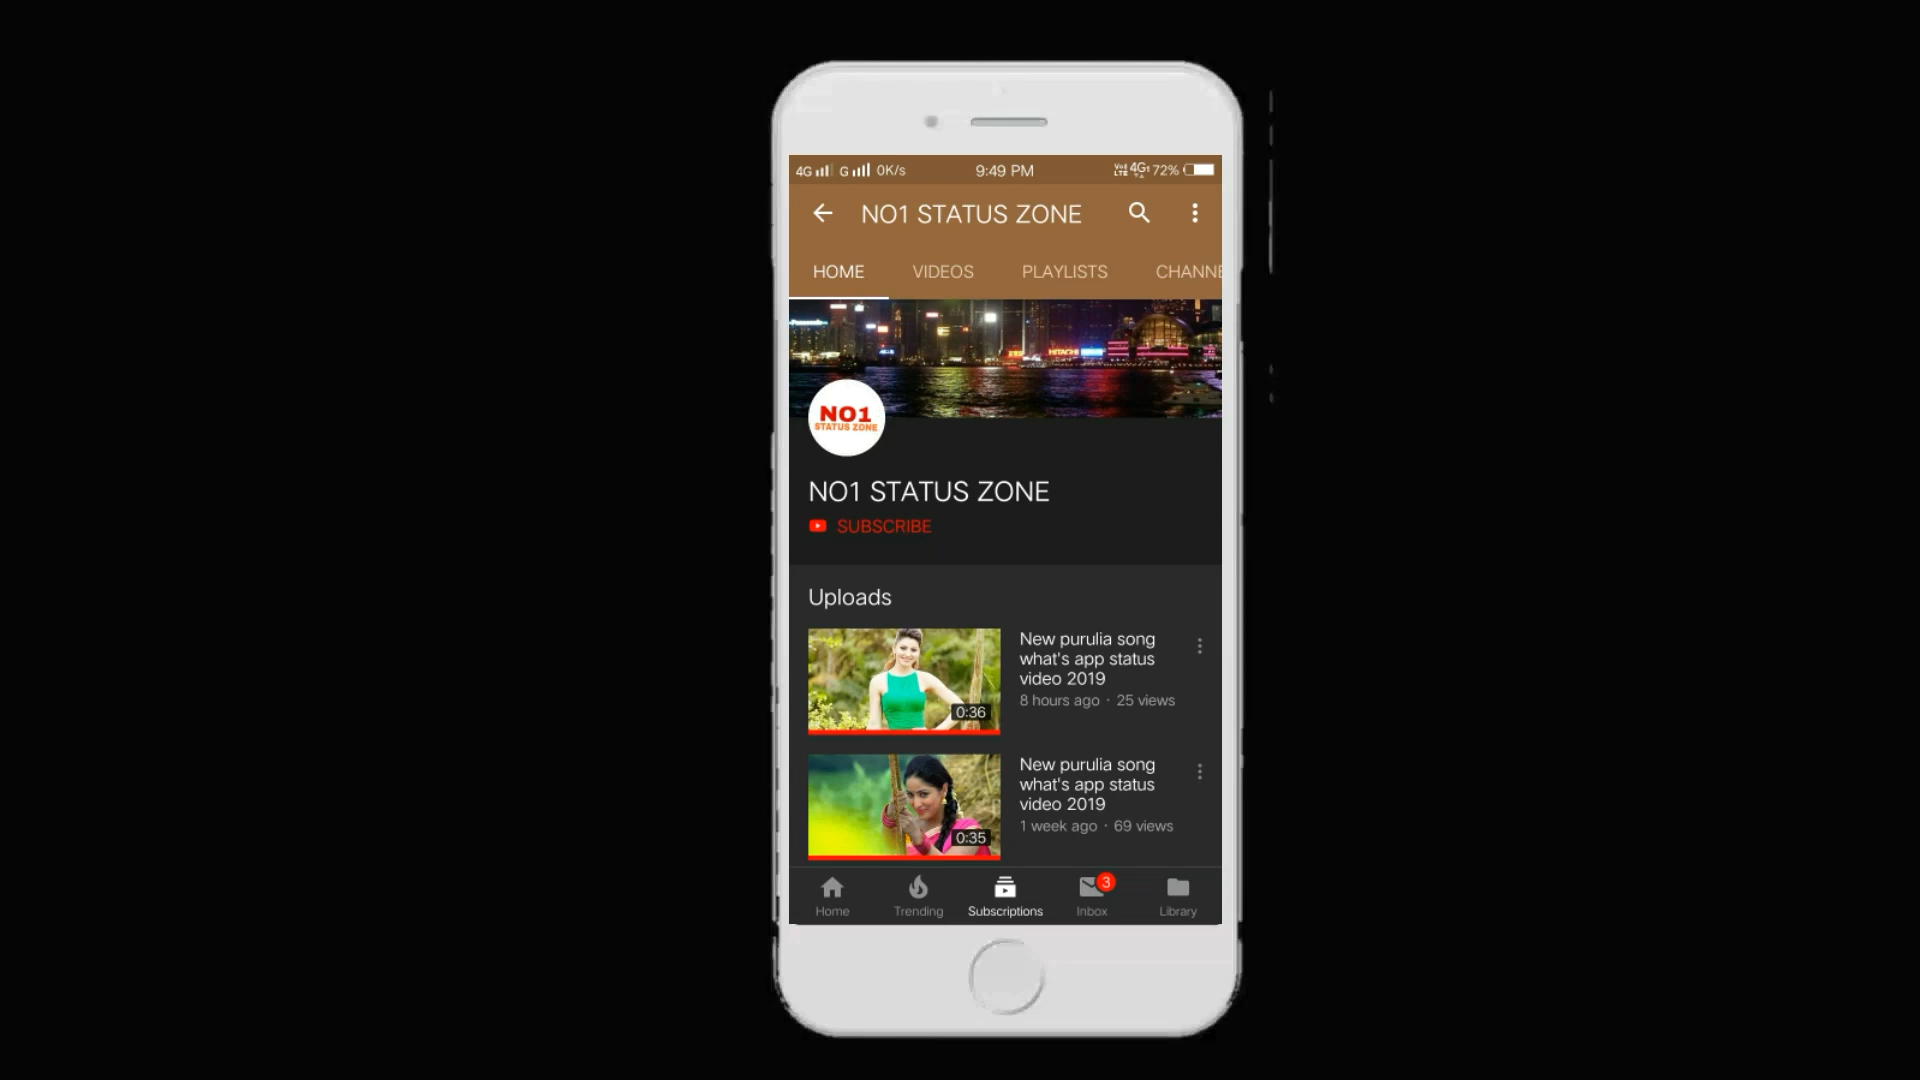 4G G 0K/s 9:49 PM 4G 72%
NO1 STATUS ZONE
HOME VIDEOS PLAYLISTS CHANNE
HITACHI
NO1
STATUS ZONE
NO1 STATUS ZONE
SUBSCRIBE
Uploads
New purulia song
what's app status
video 2019
8 hours ago · 25 views
0:36
New purulia song
what's app status
video 2019
1 week ago · 69 views
0:35
3
Home Trending Subscriptions Inbox Library